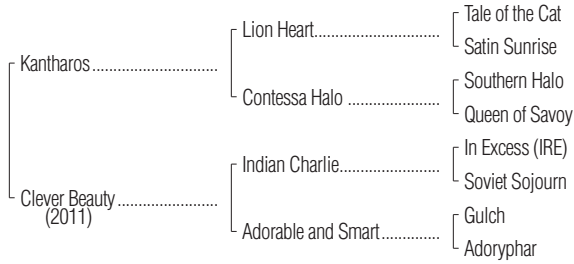 Tale of the Cat
Lion Heart
Satin Sunrise
Kantharos
Southern Halo
Contessa Halo
Queen of Savoy
In Excess (IRE)
Indian Charlie
Soviet Sojourn
Clever Beauty
(2011)
Gulch
Adorable and Smart
Adoryphar